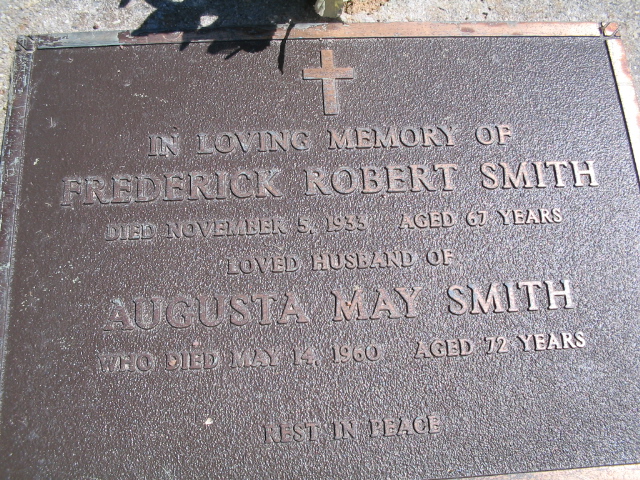 IN LOVING MEMORY OF
FREDERICK ROBERT SMITH
DIED NOVEMBER 5, 1933 AGED 67 YEARS
LOVED HUSBAND OF
AUGUSTA MAY SMITH
WHO DIED MAY 14, 1960 AGED 72 YEARS
REST IN PEACE